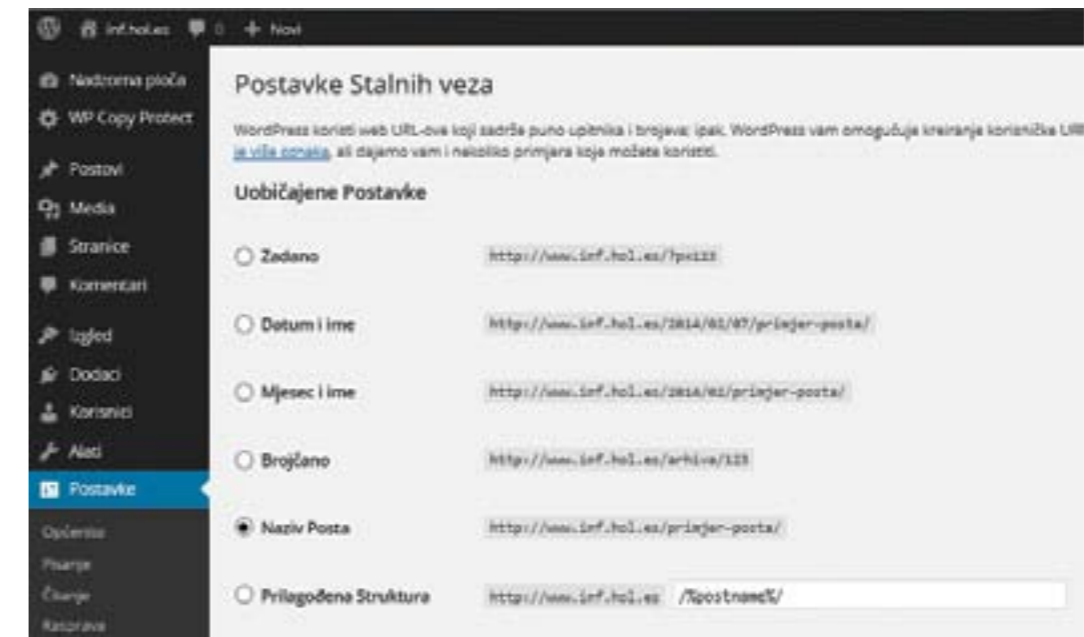 inf.hol.es 0 + Novi
Nadzorna ploča
WP Copy Protect
Postovi
Media
Stranice
Komentari
Izgled
Dodaci
Korisnici
Alati
Postavke
Općenito
Pisanje
Čitanje
Rasprava
Postavke Stalnih veza
WordPress koristi web URL-ove koji sadrže puno upitnika i brojeva; ipak, WordPress vam omogućuje kreiranje korisnička URL
je više oznaka, ali dajemo vam i nekoliko primjera koje možete koristiti.
Uobičajene Postavke
Zadano http://www.inf.hol.es/?p=123
Datum i ime http://www.inf.hol.es/2014/02/07/primjer-posta/
Mjesec i ime http://www.inf.hol.es/2014/02/primjer-posta/
Brojčano http://www.inf.hol.es/arhiva/123
Naziv Posta http://www.inf.hol.es/primjer-posta/
Prilagođena Struktura http://www.inf.hol.es /%postname%/